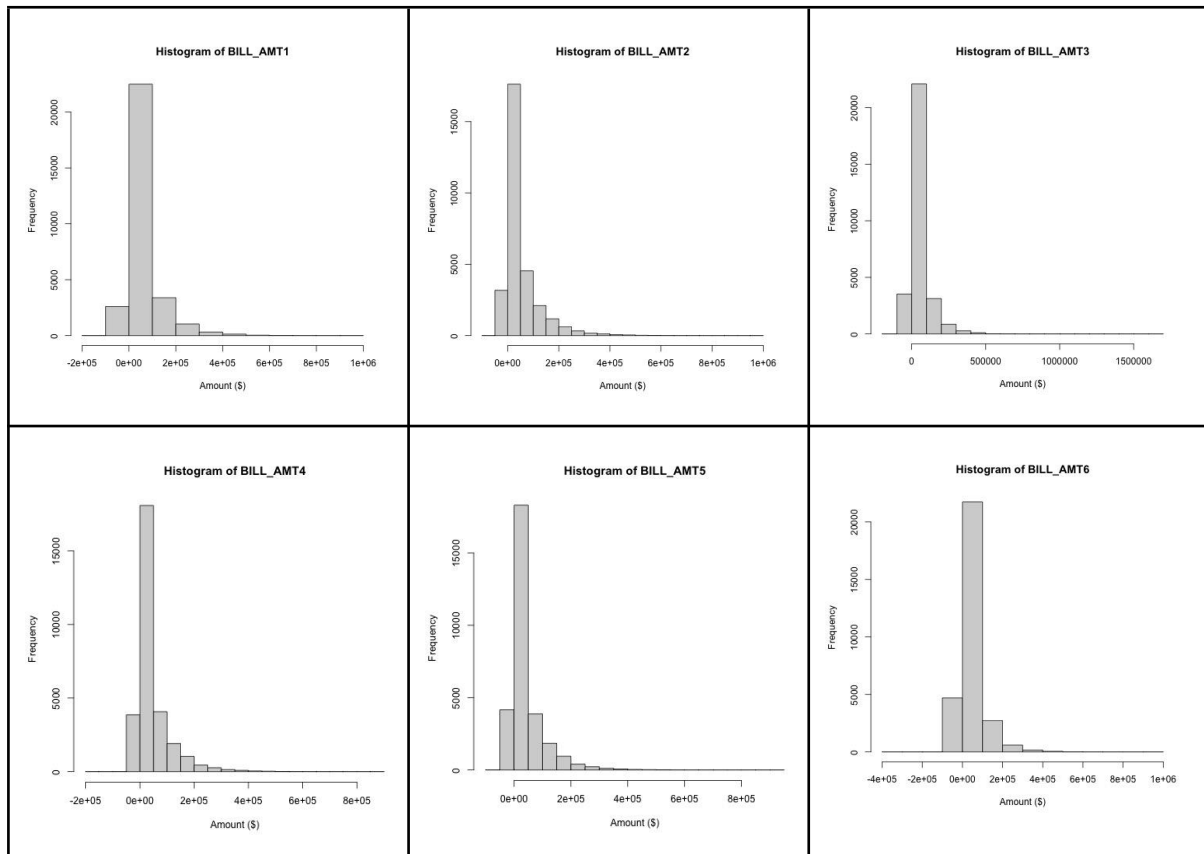 Histogram of BILL_AMT1
Frequency
0
5000
10000
15000
20000
-2e+05 0e+00 2e+05 4e+05 6e+05 8e+05 1e+06
Amount ($)
Histogram of BILL_AMT2
Frequency
0
5000
10000
15000
0e+00 2e+05 4e+05 6e+05 8e+05 1e+06
Amount ($)
Histogram of BILL_AMT3
Frequency
0
5000
10000
15000
20000
0 500000 1000000 1500000
Amount ($)
Histogram of BILL_AMT4
Frequency
0
5000
10000
15000
-2e+05 0e+00 2e+05 4e+05 6e+05 8e+05
Amount ($)
Histogram of BILL_AMT5
Frequency
0
5000
10000
15000
0e+00 2e+05 4e+05 6e+05 8e+05
Amount ($)
Histogram of BILL_AMT6
Frequency
0
5000
10000
15000
20000
-4e+05 -2e+05 0e+00 2e+05 4e+05 6e+05 8e+05 1e+06
Amount ($)